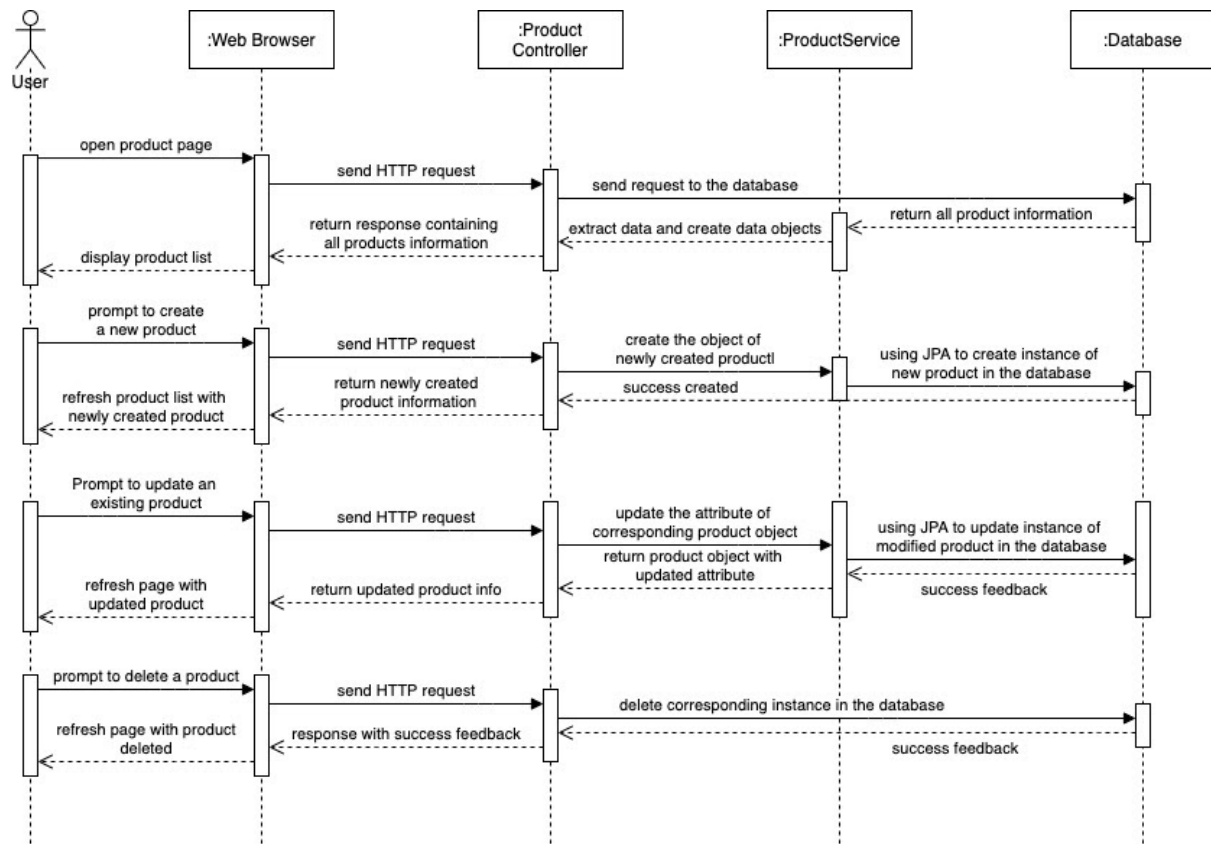 :Web Browser
:Product
Controller
:ProductService
:Database
User
open product page
send HTTP request
send request to the database
return all product information
return response containing
all products information
extract data and create data objects
display product list
prompt to create
a new product
send HTTP request
create the object of
newly created productl
using JPA to create instance of
new product in the database
return newly created
product information
success created
refresh product list with
newly created product
Prompt to update an
existing product
send HTTP request
update the attribute of
corresponding product object
using JPA to update instance of
modified product in the database
return product object with
updated attribute
success feedback
return updated product info
refresh page with
updated product
prompt to delete a product
send HTTP request
delete corresponding instance in the database
refresh page with product
deleted
response with success feedback
success feedback